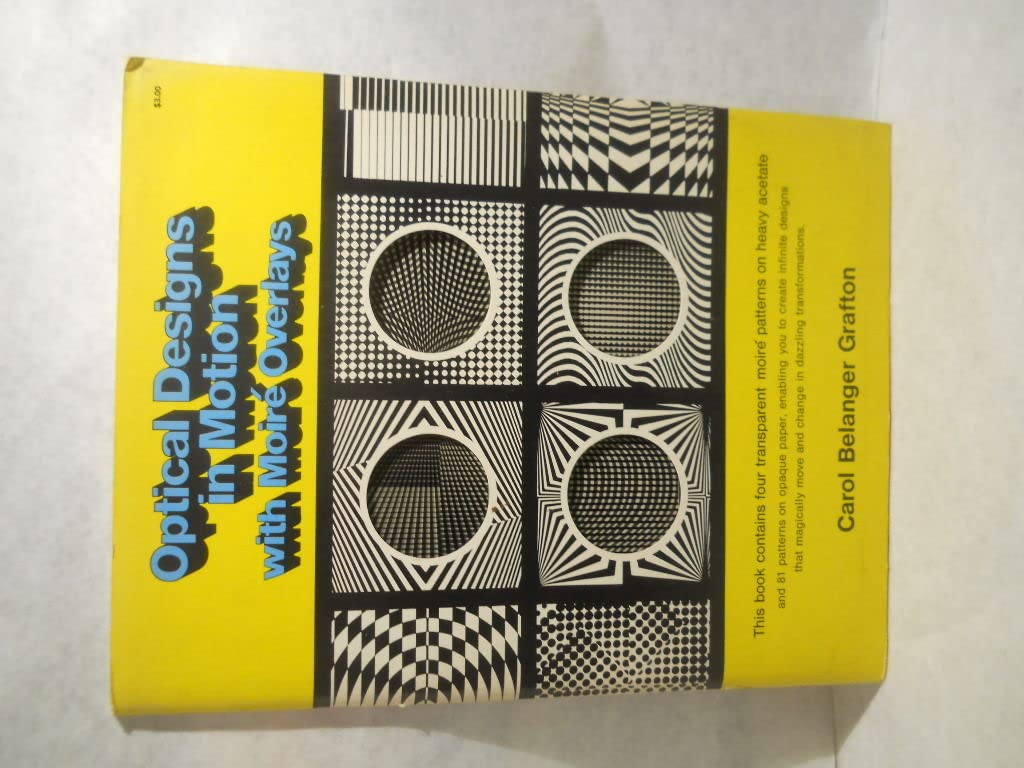 $3.00
Optical Designs
in Motion
with Moiré Overlays
This book contains four transparent moiré patterns on heavy acetate
and 81 patterns on opaque paper, enabling you to create infinite designs
that magically move and change in dazzling transformations.
Carol Belanger Grafton